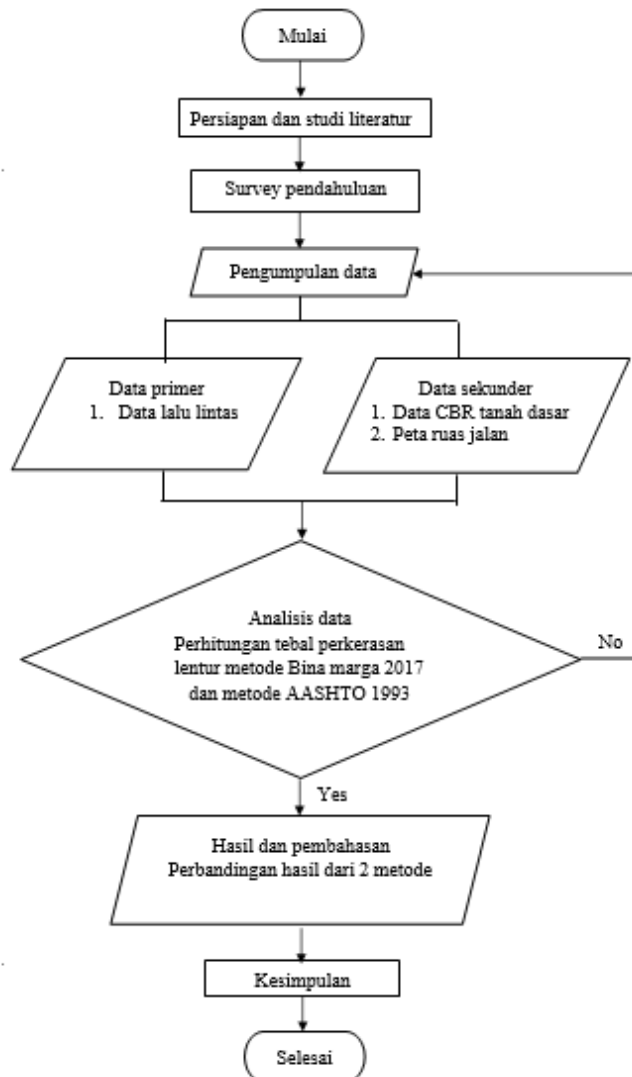 Mulai
Persiapan dan studi literatur
Survey pendahuluan
Pengumpulan data
Data primer
1. Data lalu lintas
Data sekunder
1. Data CBR tanah dasar
2. Peta ruas jalan
Analisis data
Perhitungan tebal perkerasan
lentur metode Bina marga 2017
dan metode AASHTO 1993
No
Yes
Hasil dan pembahasan
Perbandingan hasil dari 2 metode
Kesimpulan
Selesai